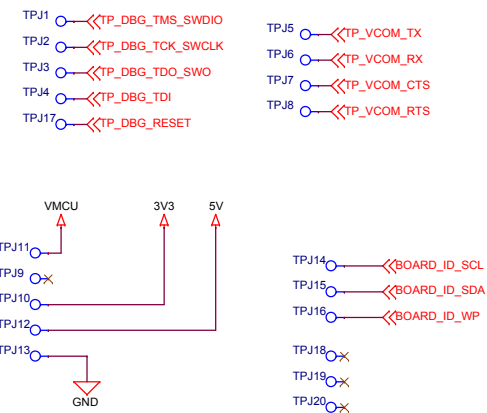 TPJ1 TP_DBG_TMS_SWDIO
TPJ2 TP_DBG_TCK_SWCLK
TPJ3 TP_DBG_TDO_SWO
TPJ4 TP_DBG_TDI
TPJ17 TP_DBG_RESET
TPJ5 TP_VCOM_TX
TPJ6 TP_VCOM_RX
TPJ7 TP_VCOM_CTS
TPJ8 TP_VCOM_RTS
VMCU 3V3 5V
TPJ11
TPJ9
TPJ10
TPJ12
TPJ13
GND
TPJ14 BOARD_ID_SCL
TPJ15 BOARD_ID_SDA
TPJ16 BOARD_ID_WP
TPJ18
TPJ19
TPJ20